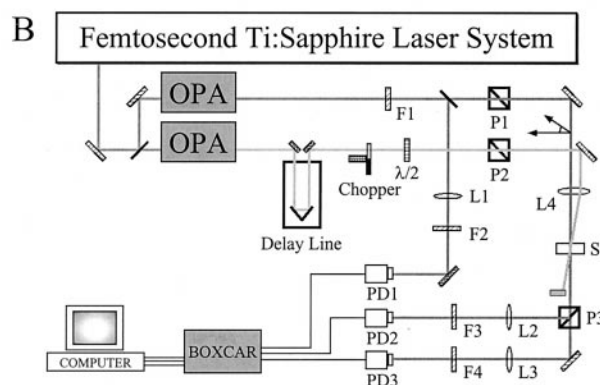 B
Femtosecond Ti:Sapphire Laser System
OPA
F1
P1
OPA
P2
λ/2
Chopper
L1
L4
Delay Line
F2
S
PD1
P3
PD2
F3
L2
COMPUTER
BOXCAR
PD3
F4
L3